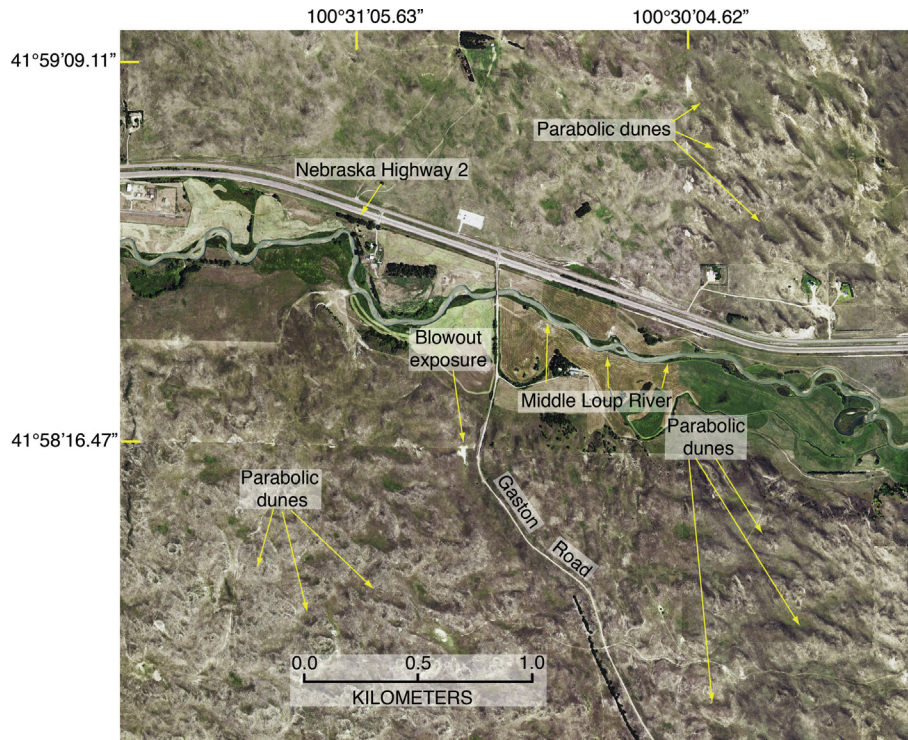 100°31’05.63”
100°30’04.62”
41°59’09.11”
Parabolic dunes
Nebraska Highway 2
Blowout
exposure
Middle Loup River
41°58’16.47”
Parabolic
dunes
Parabolic
dunes
Gaston
Road
0.0
0.5
1.0
KILOMETERS